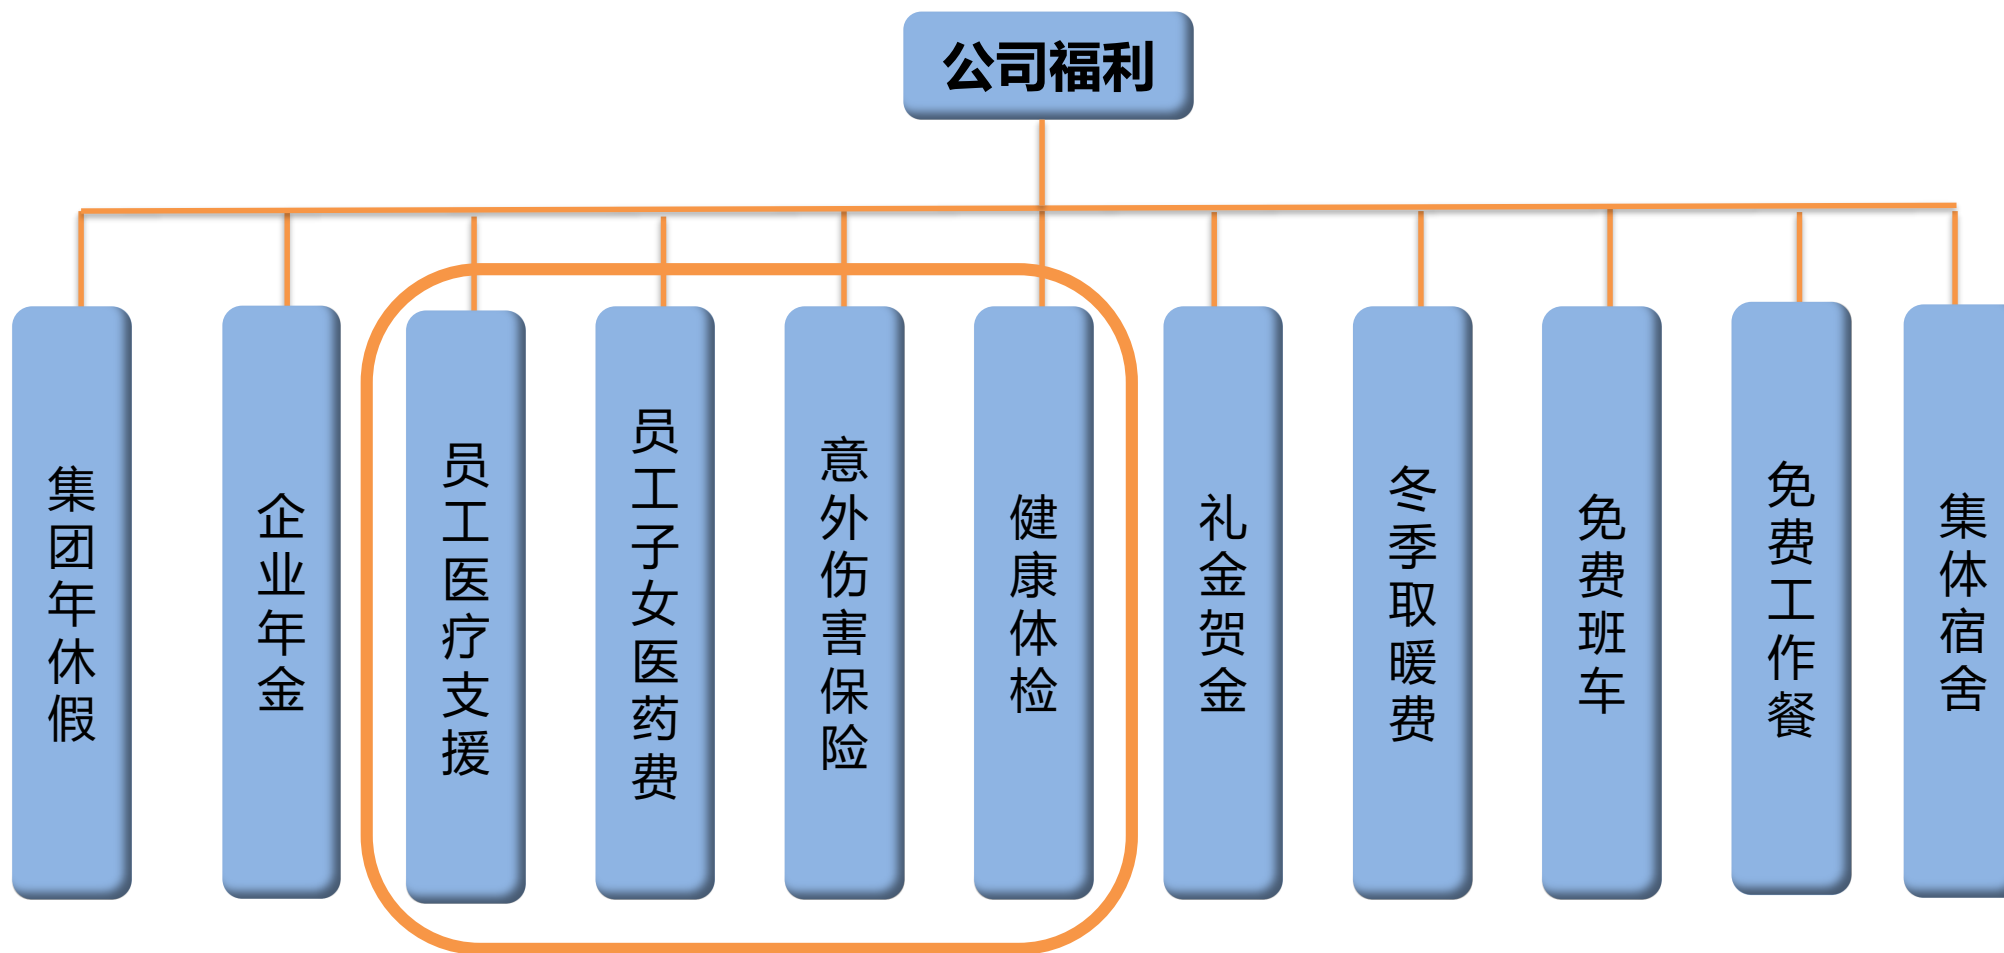 公司福利
集团年休假
企业年金
员工医疗支援
员工子女医药费
意外伤害保险
健康体检
礼金贺金
冬季取暖费
免费班车
免费工作餐
集体宿舍